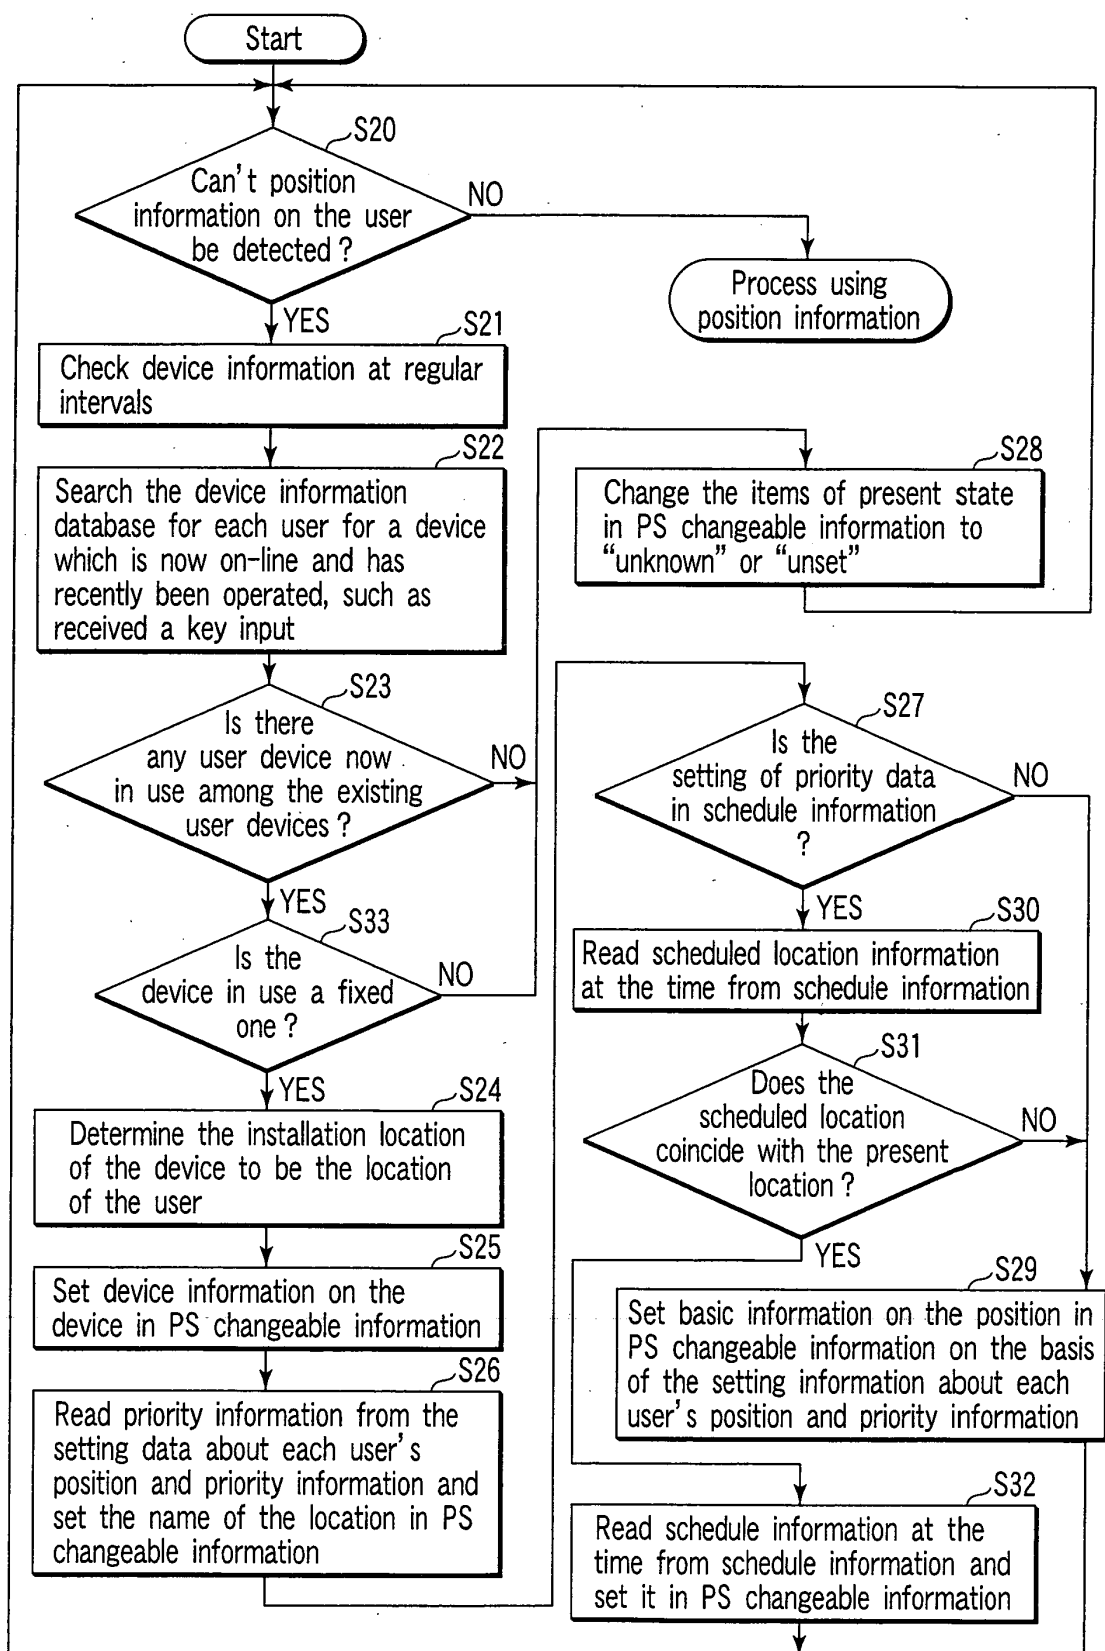 Start
S20
Can't position
information on the user
be detected ?
NO
Process using
position information
YES
S21
Check device information at regular
intervals
S22
Search the device information
database for each user for a device
which is now on-line and has
recently been operated, such as
received a key input
S28
Change the items of present state
in PS changeable information to
“unknown” or “unset”
S23
Is there
any user device now
in use among the existing
user devices ?
NO
YES
S33
Is the
device in use a fixed
one ?
NO
YES
S24
Determine the installation location
of the device to be the location
of the user
S25
Set device information on the
device in PS changeable information
S26
Read priority information from the
setting data about each user's
position and priority information and
set the name of the location in PS
changeable information
S27
Is the
setting of priority data
in schedule information
?
NO
YES
S30
Read scheduled location information
at the time from schedule information
S31
Does the
scheduled location
coincide with the present
location ?
NO
YES
S29
Set basic information on the position in
PS changeable information on the basis
of the setting information about each
user's position and priority information
S32
Read schedule information at the
time from schedule information and
set it in PS changeable information